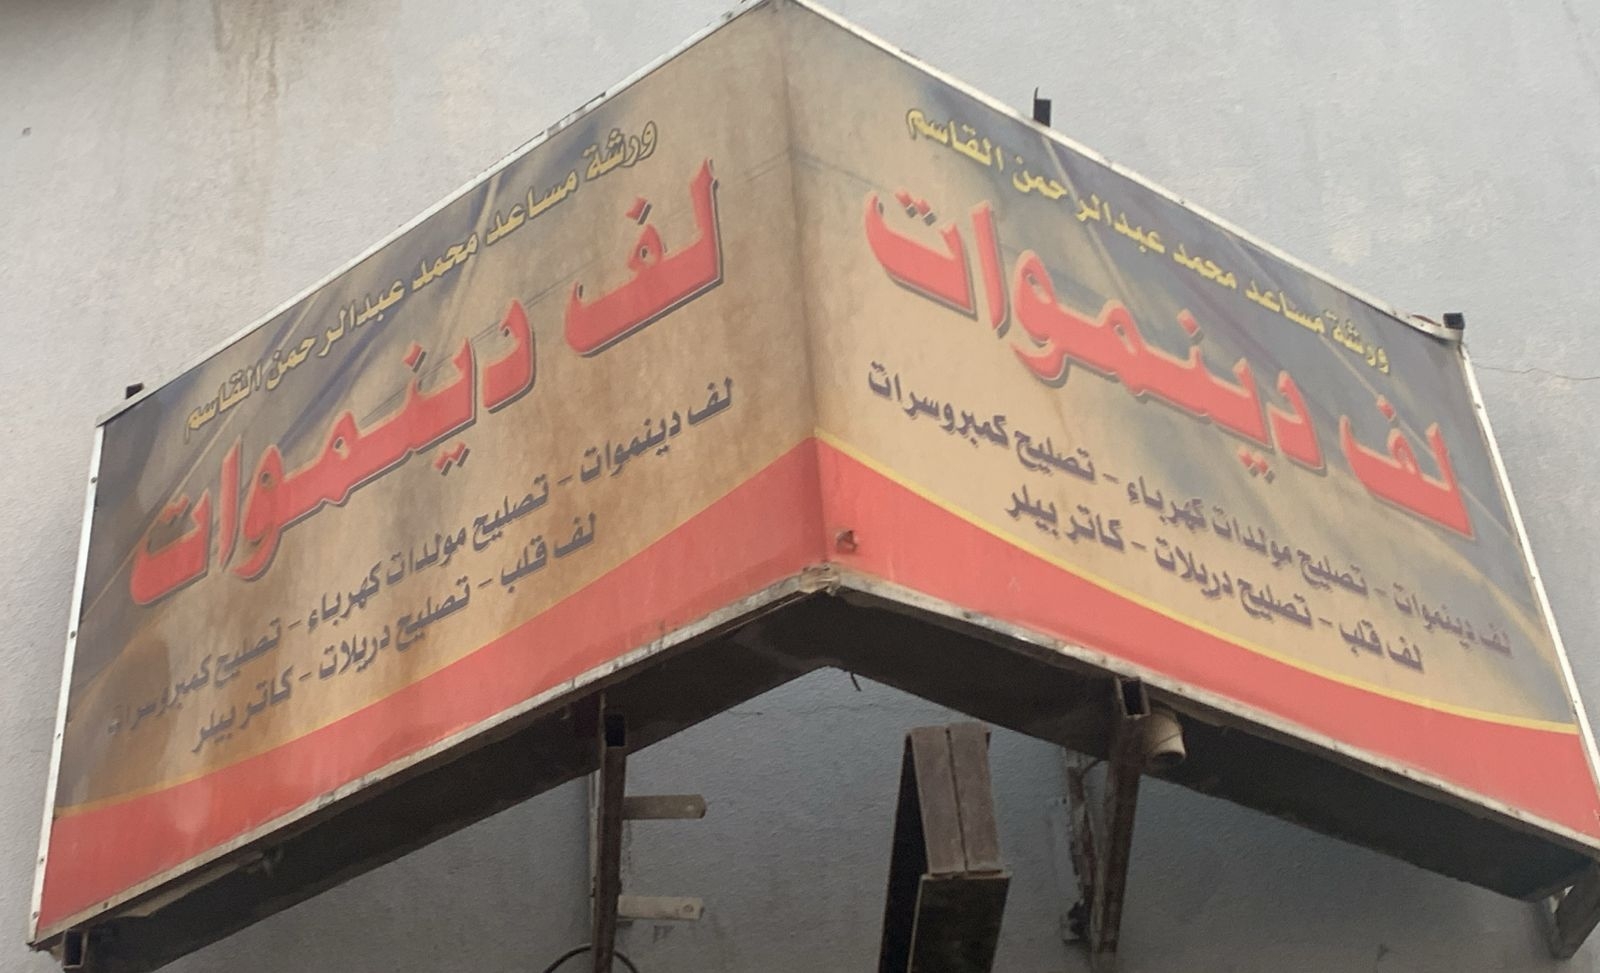 ورشة مساعد محمد عبدالرحمن القاسم
لف دينموات
لف دينموات - تصليح مولدات كهرباء - تصليح كمبروسرات
لف قلب - تصليح دريلات - كاتر بيلر
ورشة مساعد محمد عبدالرحمن القاسم
لف دينموات
لف دينموات - تصليح مولدات كهرباء - تصليح كمبروسرات
لف قلب - تصليح دريلات - كاتر بيلر